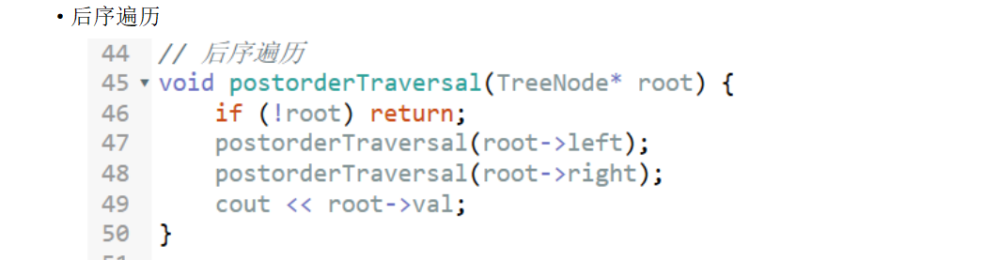 • 后序遍历
44 // 后序遍历
45 void postorderTraversal(TreeNode* root) {
46 if (!root) return;
47 postorderTraversal(root->left);
48 postorderTraversal(root->right);
49 cout << root->val;
50 }